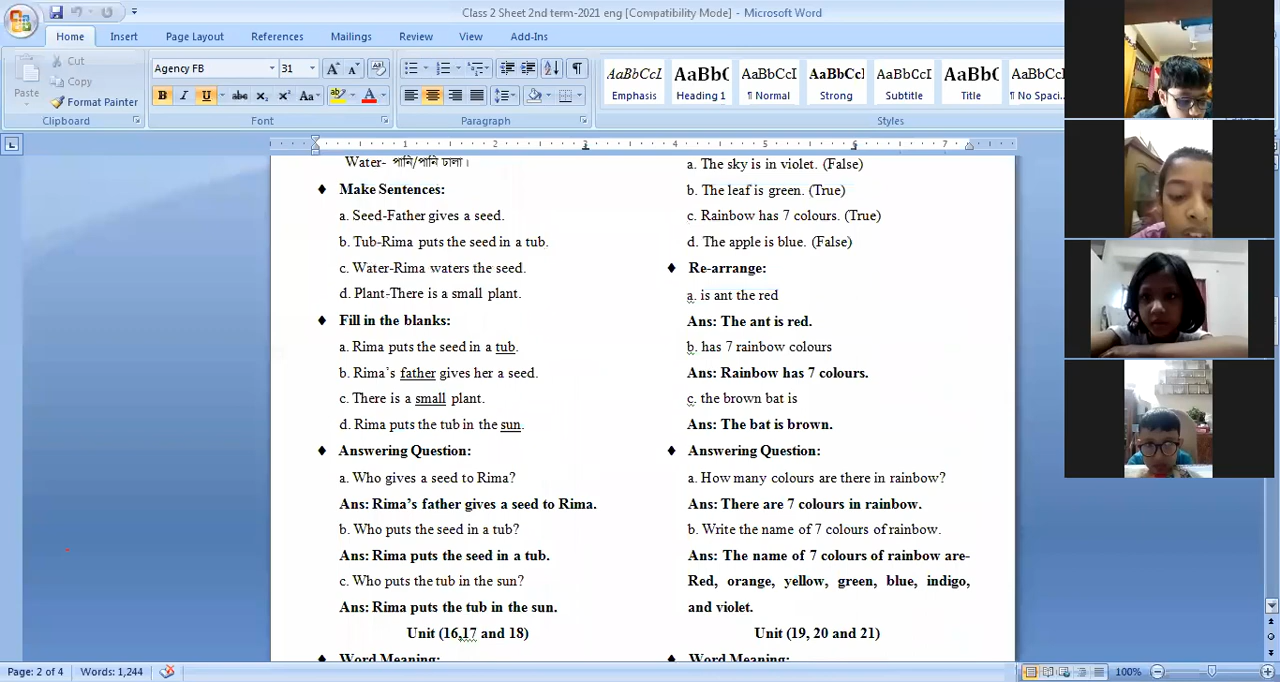 Class 2 Sheet 2nd term-2021 eng [Compatibility Mode] - Microsoft Word
Home Insert Page Layout References Mailings Review View Add-Ins
Paste
Cut
Copy
Format Painter
Clipboard
Agency FB 31
Font
Paragraph
AaBbCcI AaBbC AaBbCcI AaBbCcl AaBbCcI AaBb( AaBbCcI
Emphasis Heading 1 ¶ Normal Strong Subtitle Title ¶ No Spaci...
Styles
1 2 3 4 5 6 7
Water- পানি/পানি ঢালা।
Make Sentences:
a. Seed-Father gives a seed.
b. Tub-Rima puts the seed in a tub.
c. Water-Rima waters the seed.
d. Plant-There is a small plant.
Fill in the blanks:
a. Rima puts the seed in a tub.
b. Rima’s father gives her a seed.
c. There is a small plant.
d. Rima puts the tub in the sun.
Answering Question:
a. Who gives a seed to Rima?
Ans: Rima’s father gives a seed to Rima.
b. Who puts the seed in a tub?
Ans: Rima puts the seed in a tub.
c. Who puts the tub in the sun?
Ans: Rima puts the tub in the sun.
Unit (16,17 and 18)
Word Meaning:
a. The sky is in violet. (False)
b. The leaf is green. (True)
c. Rainbow has 7 colours. (True)
d. The apple is blue. (False)
Re-arrange:
a. is ant the red
Ans: The ant is red.
b. has 7 rainbow colours
Ans: Rainbow has 7 colours.
c. the brown bat is
Ans: The bat is brown.
Answering Question:
a. How many colours are there in rainbow?
Ans: There are 7 colours in rainbow.
b. Write the name of 7 colours of rainbow.
Ans: The name of 7 colours of rainbow are-
Red, orange, yellow, green, blue, indigo,
and violet.
Unit (19, 20 and 21)
Word Meaning:
Page: 2 of 4 Words: 1,244 100%